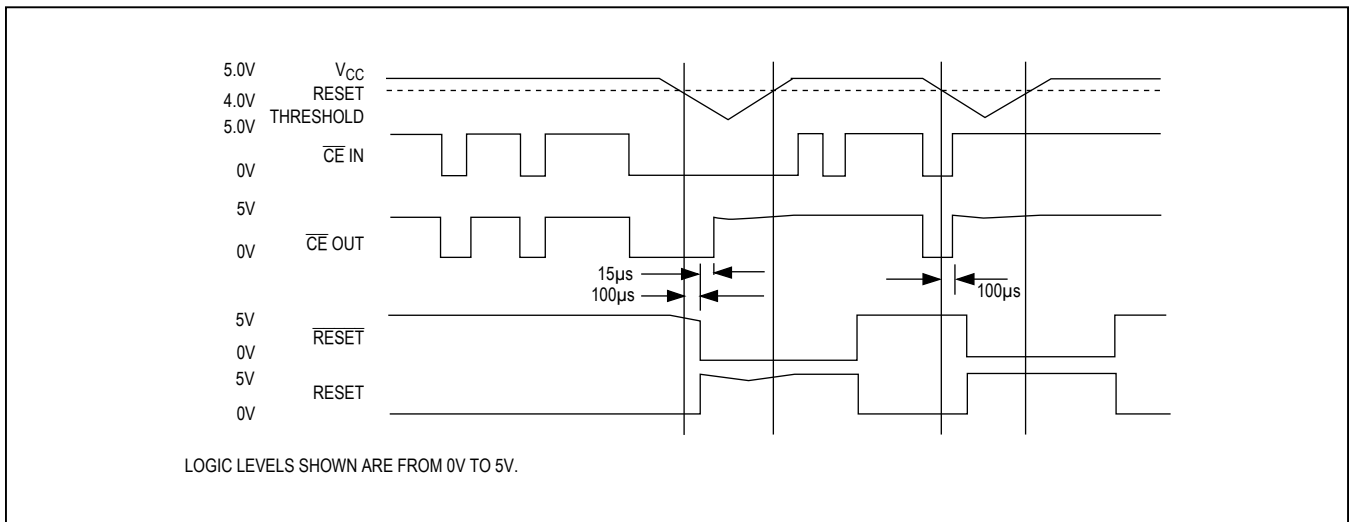 5.0V VCC
RESET
4.0V THRESHOLD
5.0V
CE IN
0V
5V
CE OUT
0V
15µs
100µs
100µs
5V
RESET
0V
5V
RESET
0V
LOGIC LEVELS SHOWN ARE FROM 0V TO 5V.